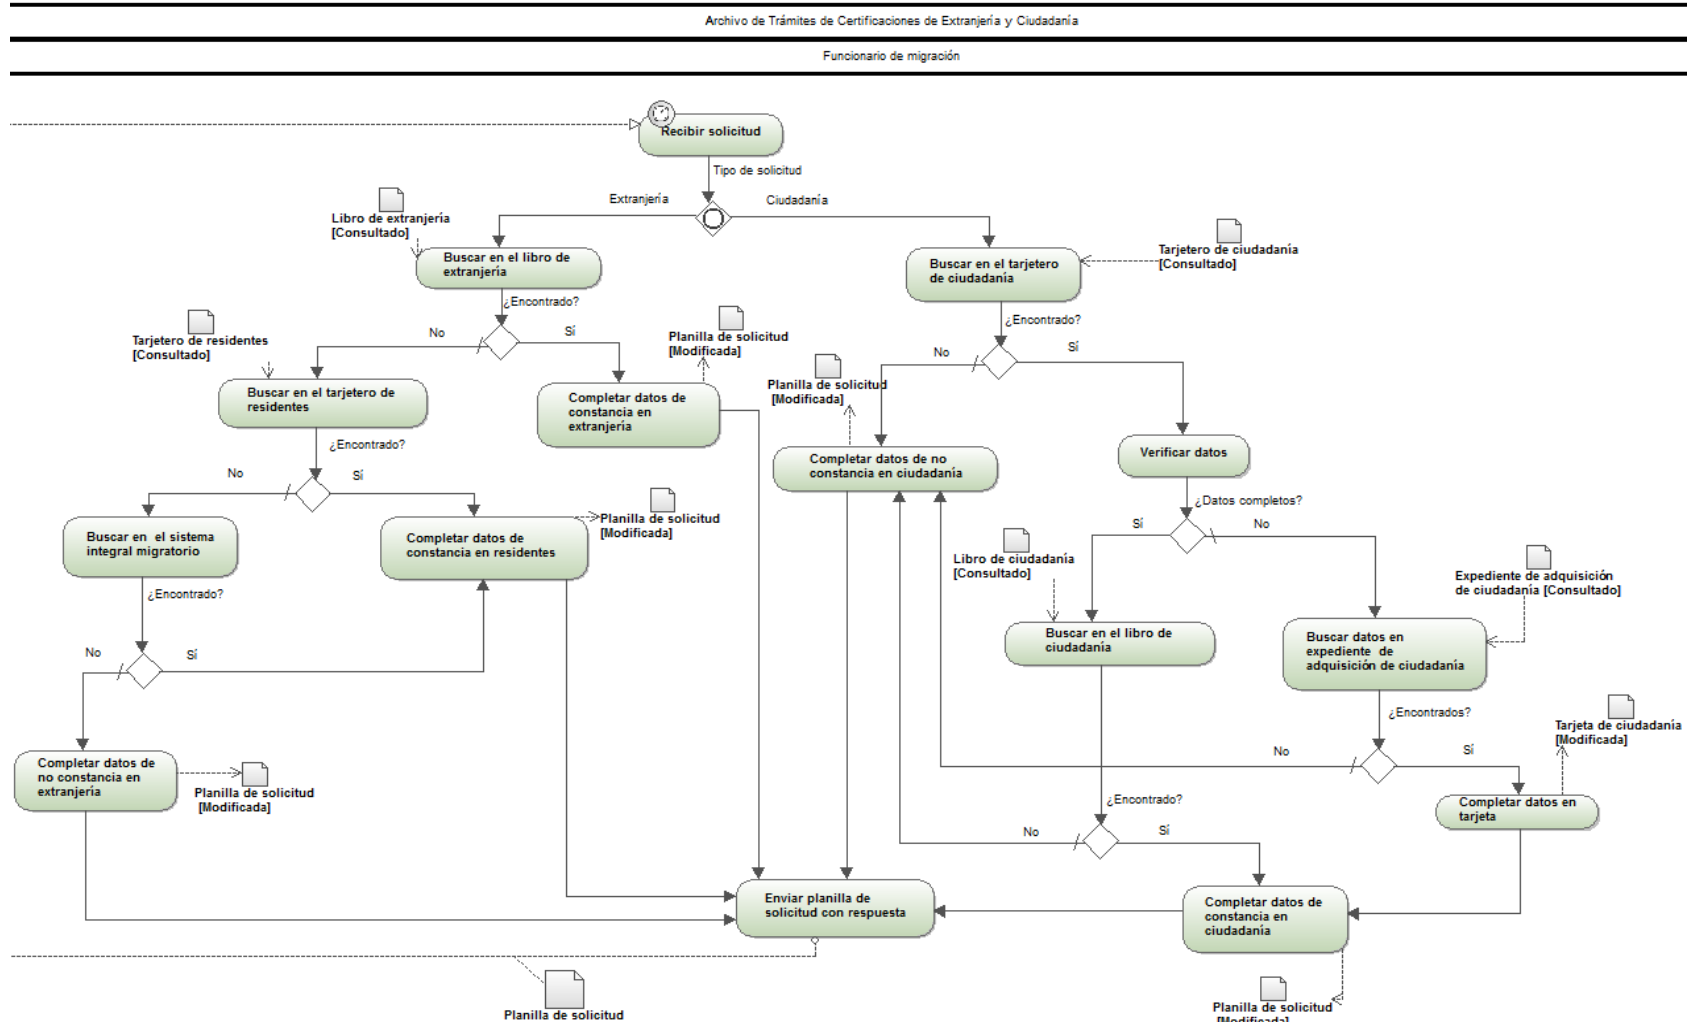 Archivo de Trámites de Certificaciones de Extranjería y Ciudadanía
Funcionario de migración
Recibir solicitud
Tipo de solicitud
Extranjería
Ciudadanía
Libro de extranjería
[Consultado]
Buscar en el libro de
extranjería
Tarjetero de ciudadanía
[Consultado]
Buscar en el tarjetero
de ciudadanía
¿Encontrado?
No
Sí
Tarjetero de residentes
[Consultado]
Planilla de solicitud
[Modificada]
¿Encontrado?
No
Sí
Buscar en el tarjetero de
residentes
Completar datos de
constancia en
extranjería
Planilla de solicitud
[Modificada]
¿Encontrado?
No
Sí
Completar datos de no
constancia en ciudadanía
Verificar datos
¿Datos completos?
Sí
No
Buscar en el sistema
integral migratorio
Completar datos de
constancia en residentes
Planilla de solicitud
[Modificada]
Libro de ciudadanía
[Consultado]
Expediente de adquisición
de ciudadanía [Consultado]
¿Encontrado?
No
Sí
Buscar en el libro de
ciudadanía
Buscar datos en
expediente de
adquisición de ciudadanía
¿Encontrados?
No
Sí
Tarjeta de ciudadanía
[Modificada]
Completar datos de
no constancia en
extranjería
Planilla de solicitud
[Modificada]
Completar datos en
tarjeta
¿Encontrado?
No
Sí
Enviar planilla de
solicitud con respuesta
Completar datos de
constancia en
ciudadanía
Planilla de solicitud
Planilla de solicitud
[Modificada]